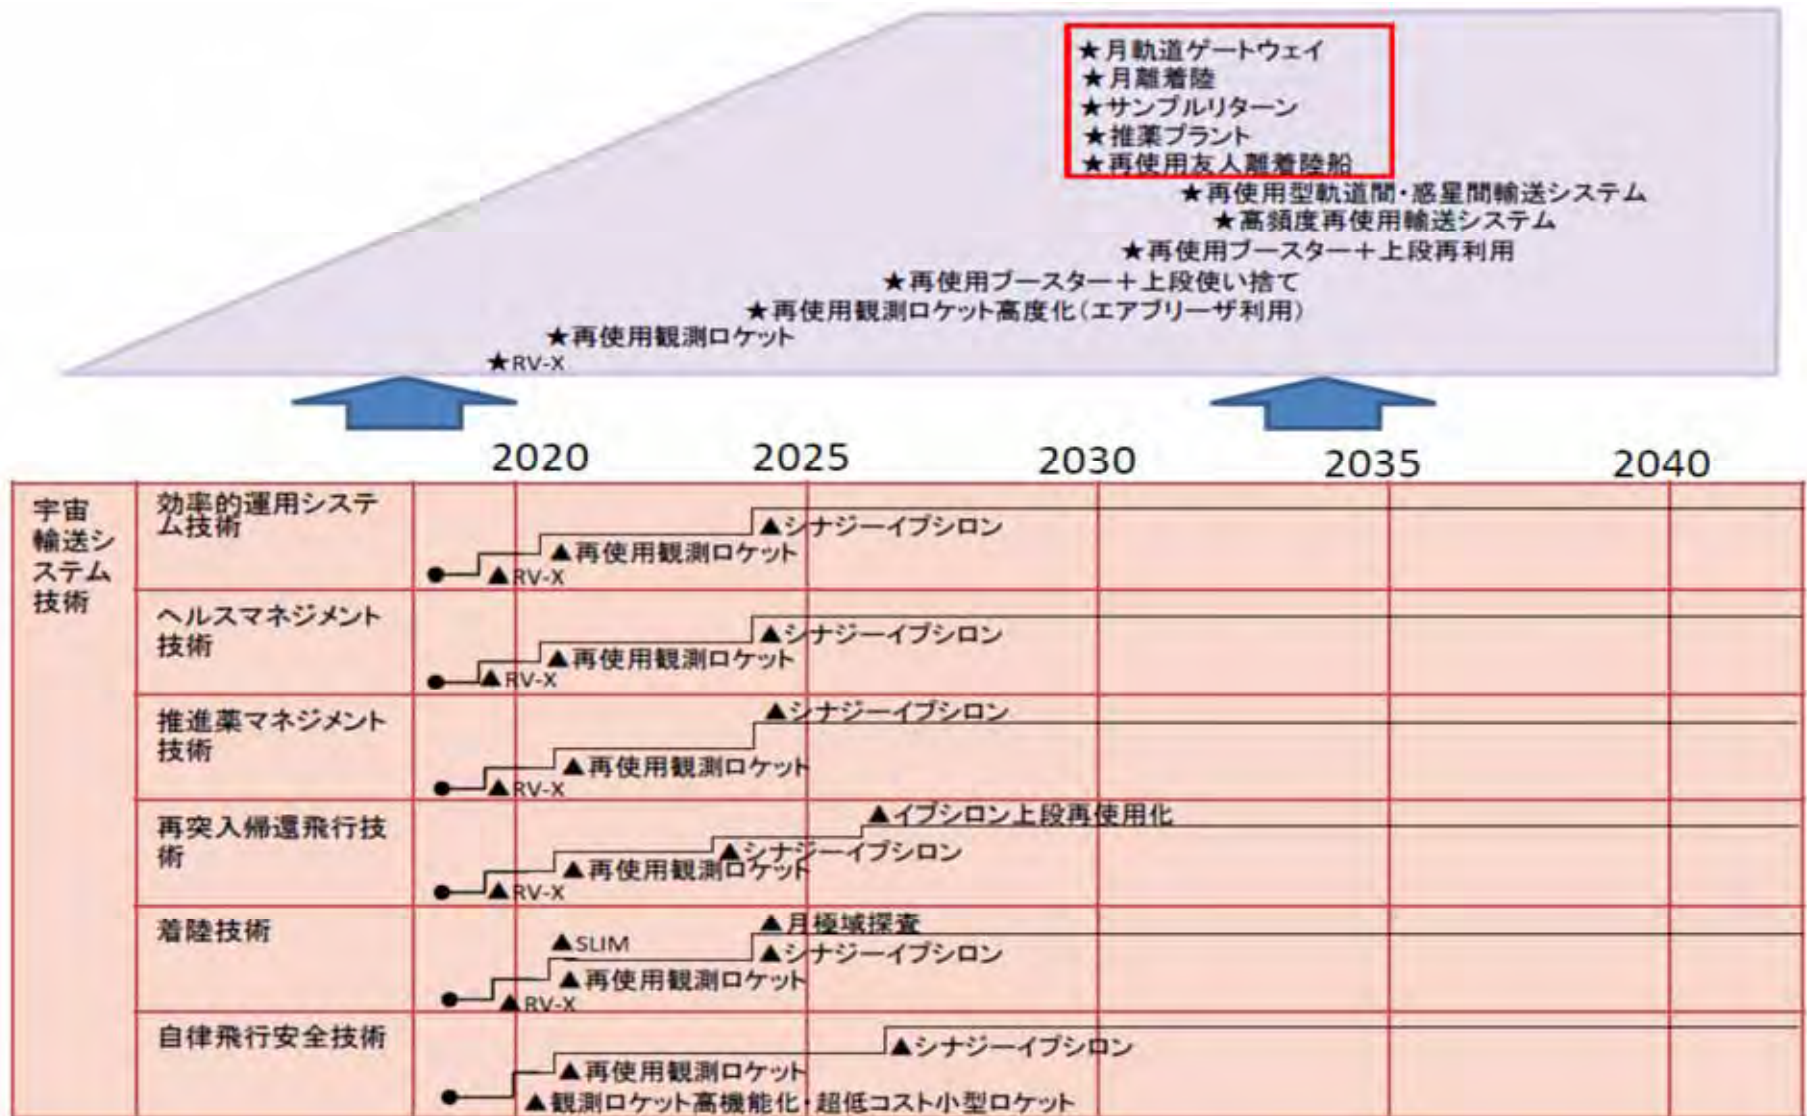 ★月軌道ゲートウェイ
★月離着陸
★サンプルリターン
★推薬プラント
★再使用友人離着陸船
★再使用型軌道間・惑星間輸送システム
★高頻度再使用輸送システム
★再使用ブースター＋上段再利用
★再使用ブースター＋上段使い捨て
★再使用観測ロケット高度化(エアブリーザ利用)
★再使用観測ロケット
★RV-X
2020 2025 2030 2035 2040
宇宙
輸送シ
ステム
技術
効率的運用システ
ム技術
▲シナジーイプシロン
▲再使用観測ロケット
▲RV-X
ヘルスマネジメント
技術
▲シナジーイプシロン
▲再使用観測ロケット
▲RV-X
推進薬マネジメント
技術
▲シナジーイプシロン
▲再使用観測ロケット
▲RV-X
再突入帰還飛行技
術
▲イプシロン上段再使用化
▲シナジーイプシロン
▲再使用観測ロケット
▲RV-X
着陸技術
▲月極域探査
▲SLIM
▲シナジーイプシロン
▲再使用観測ロケット
▲RV-X
自律飛行安全技術
▲シナジーイプシロン
▲再使用観測ロケット
▲観測ロケット高機能化・超低コスト小型ロケット